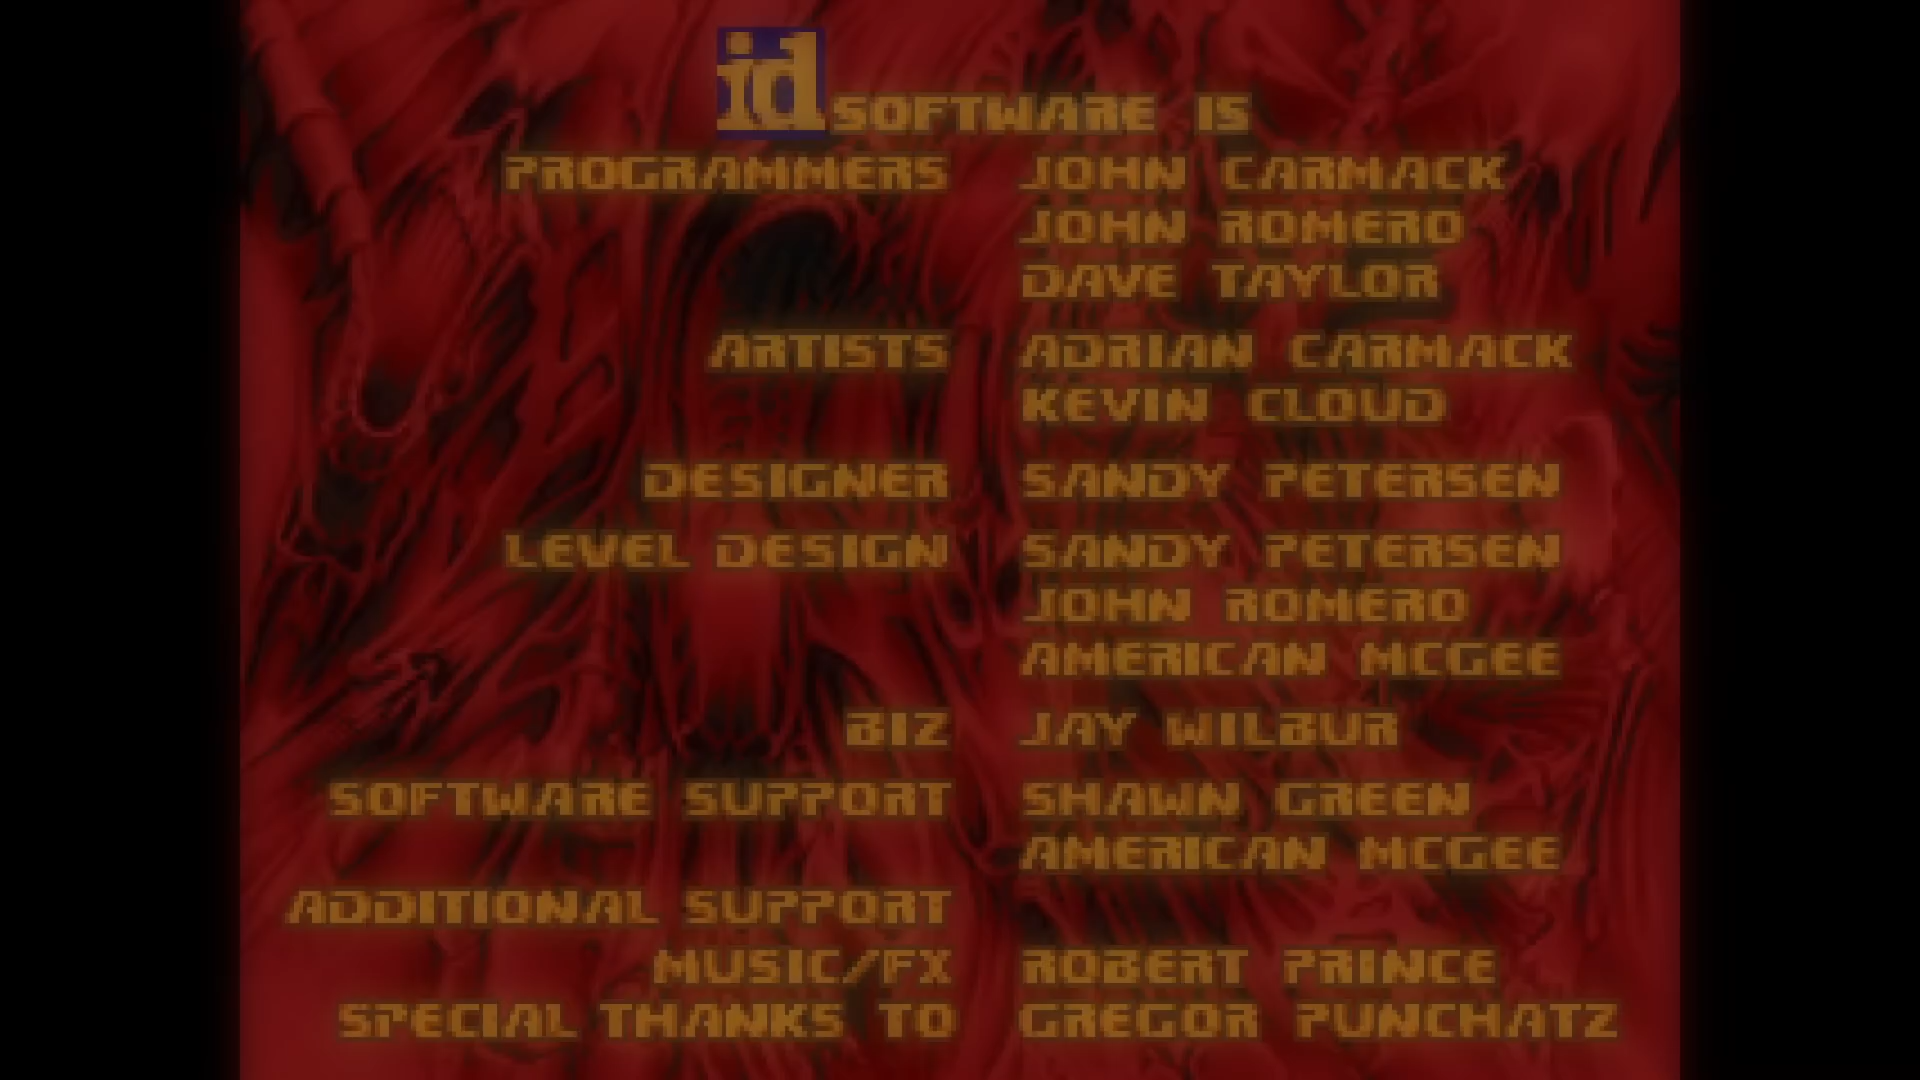 id SOFTWARE IS
PROGRAMMERS JOHN CARMACK
JOHN ROMERO
DAVE TAYLOR
ARTISTS ADRIAN CARMACK
KEVIN CLOUD
DESIGNER SANDY PETERSEN
LEVEL DESIGN SANDY PETERSEN
JOHN ROMERO
AMERICAN MCGEE
BIZ JAY WILBUR
SOFTWARE SUPPORT SHAWN GREEN
AMERICAN MCGEE
ADDITIONAL SUPPORT
MUSIC/FX ROBERT PRINCE
SPECIAL THANKS TO GREGOR PUNCHATZ